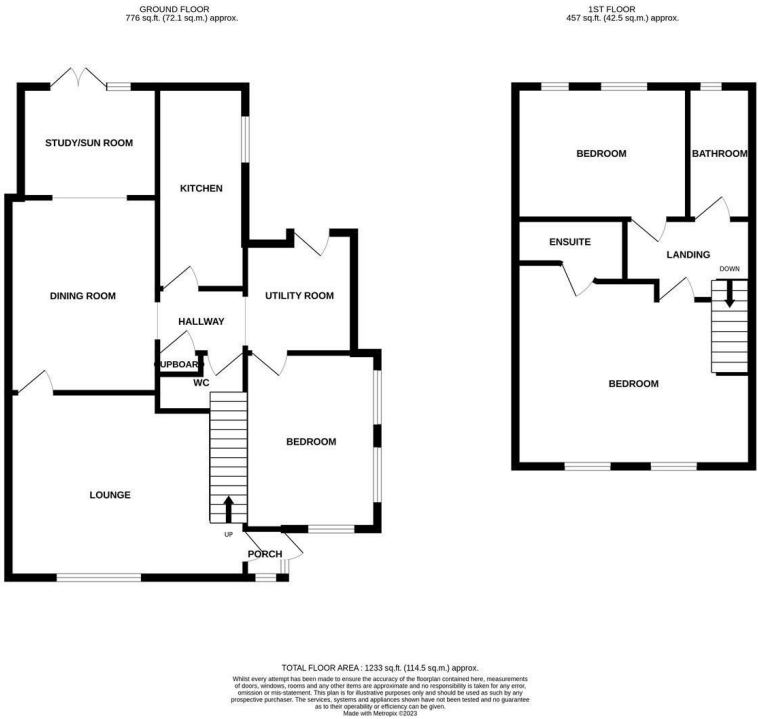 GROUND FLOOR
776 sq.ft. (72.1 sq.m.) approx.
1ST FLOOR
457 sq.ft. (42.5 sq.m.) approx.
STUDY/SUN ROOM
KITCHEN
DINING ROOM
HALLWAY
UTILITY ROOM
CUPBOARD
WC
BEDROOM
LOUNGE
UP
PORCH
BEDROOM
BATHROOM
ENSUITE
LANDING
DOWN
BEDROOM
TOTAL FLOOR AREA : 1233 sq.ft. (114.5 sq.m.) approx.
Whilst every attempt has been made to ensure the accuracy of the floorplan contained here, measurements
of doors, windows, rooms and any other items are approximate and no responsibility is taken for any error,
omission or mis-statement. This plan is for illustrative purposes only and should be used as such by any
prospective purchaser. The services, systems and appliances shown have not been tested and no guarantee
as to their operability or efficiency can be given.
Made with Metropix ©2023